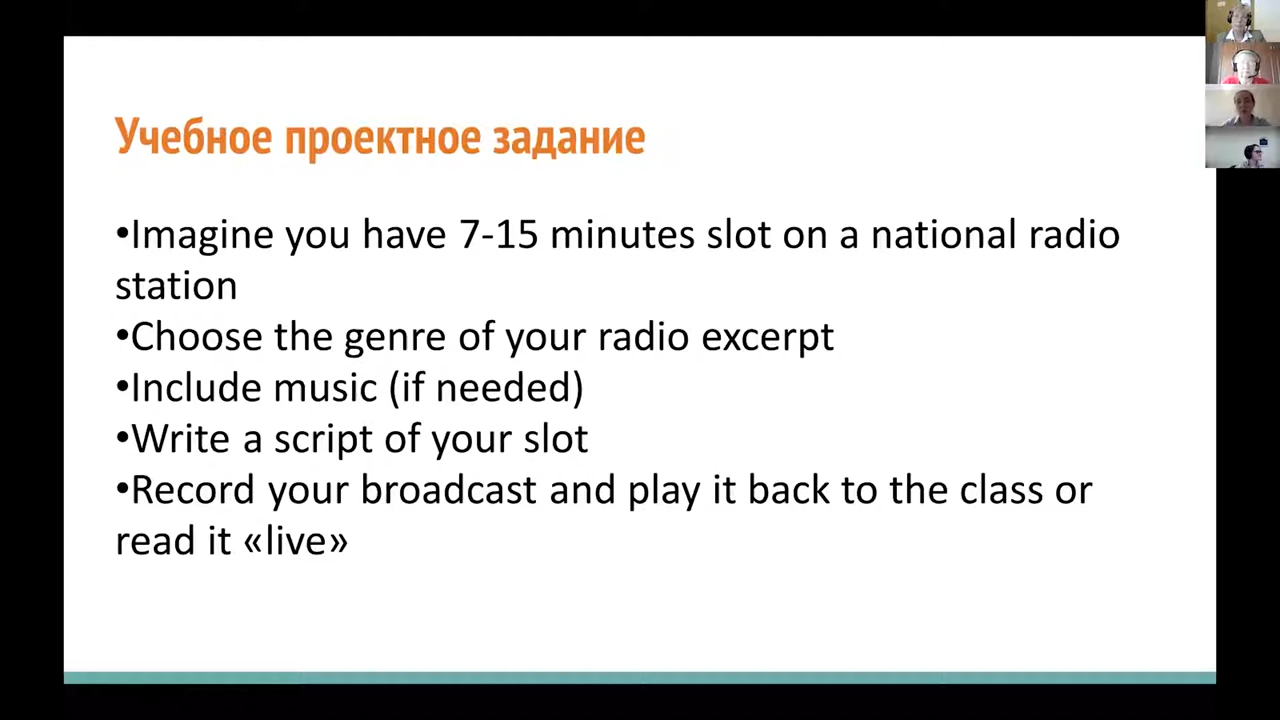 Учебное проектное задание
•Imagine you have 7-15 minutes slot on a national radio
station
•Choose the genre of your radio excerpt
•Include music (if needed)
•Write a script of your slot
•Record your broadcast and play it back to the class or
read it «live»